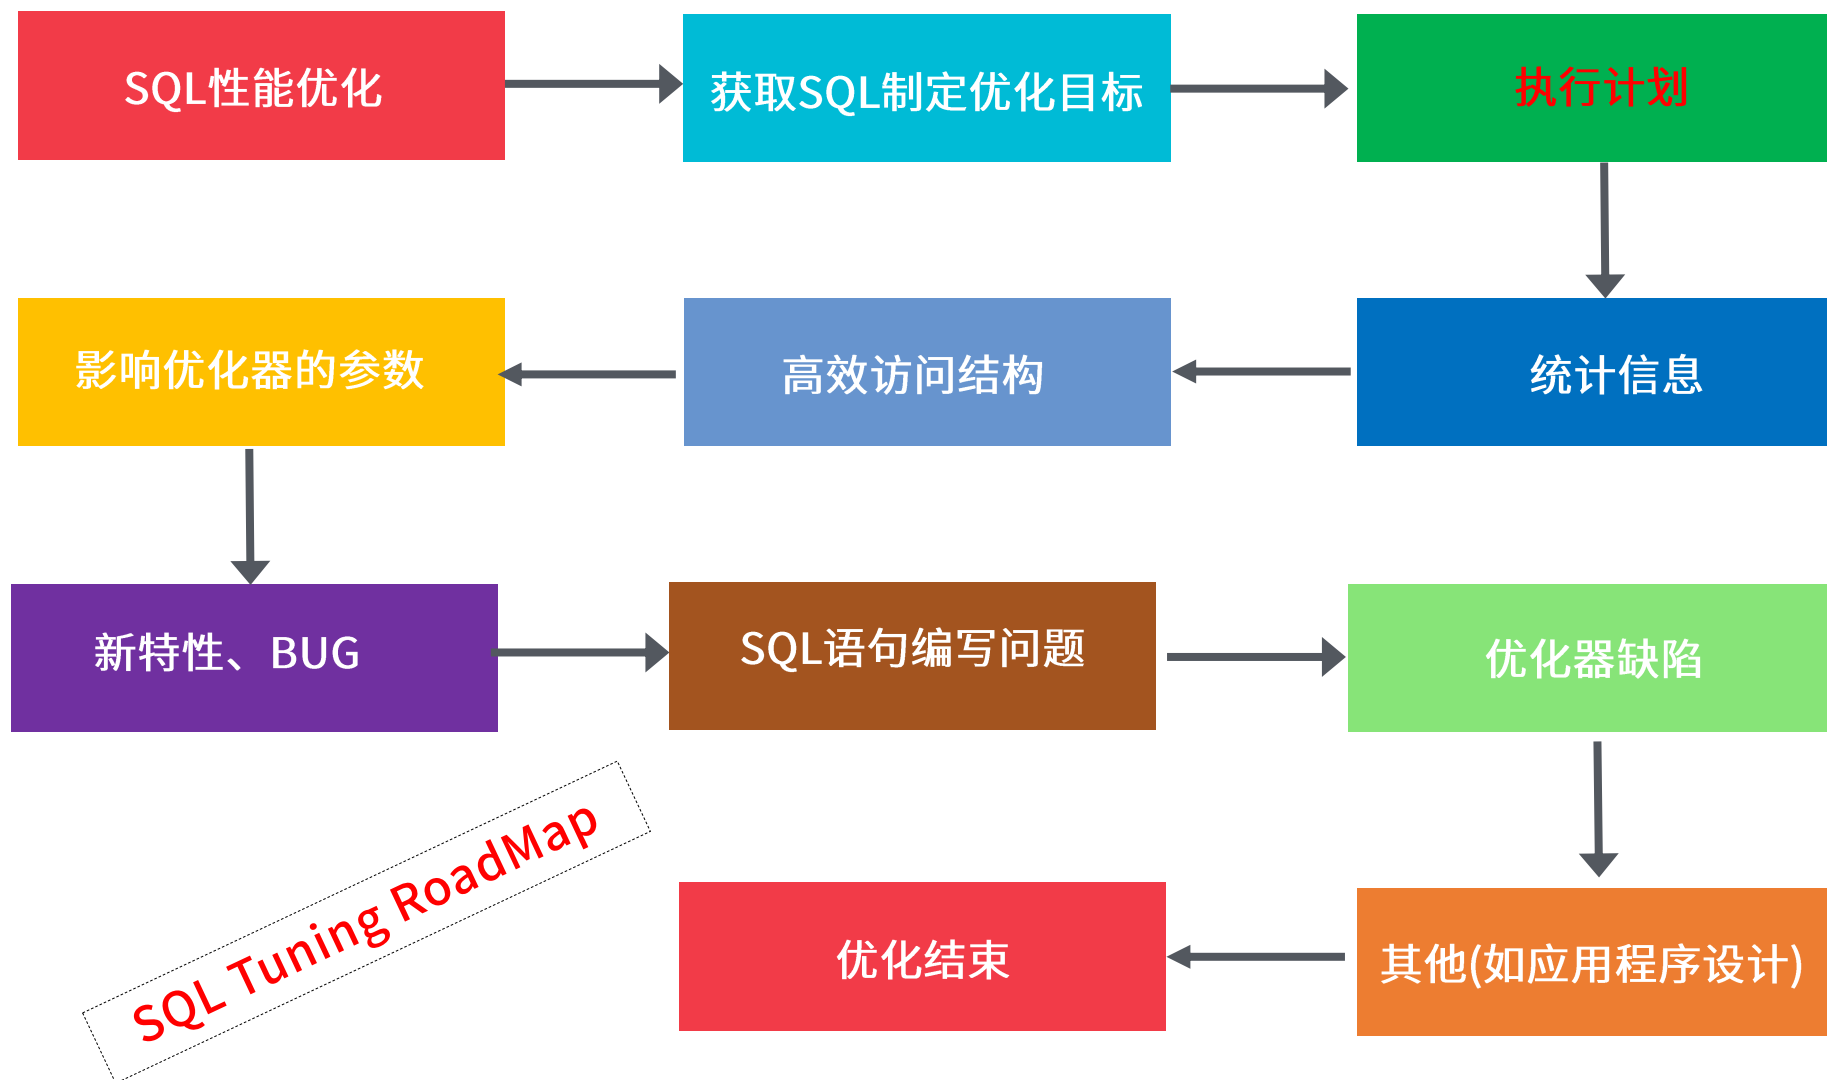 SQL性能优化
获取SQL制定优化目标
执行计划
统计信息
高效访问结构
影响优化器的参数
新特性、BUG
SQL语句编写问题
优化器缺陷
其他(如应用程序设计)
优化结束
SQL Tuning RoadMap